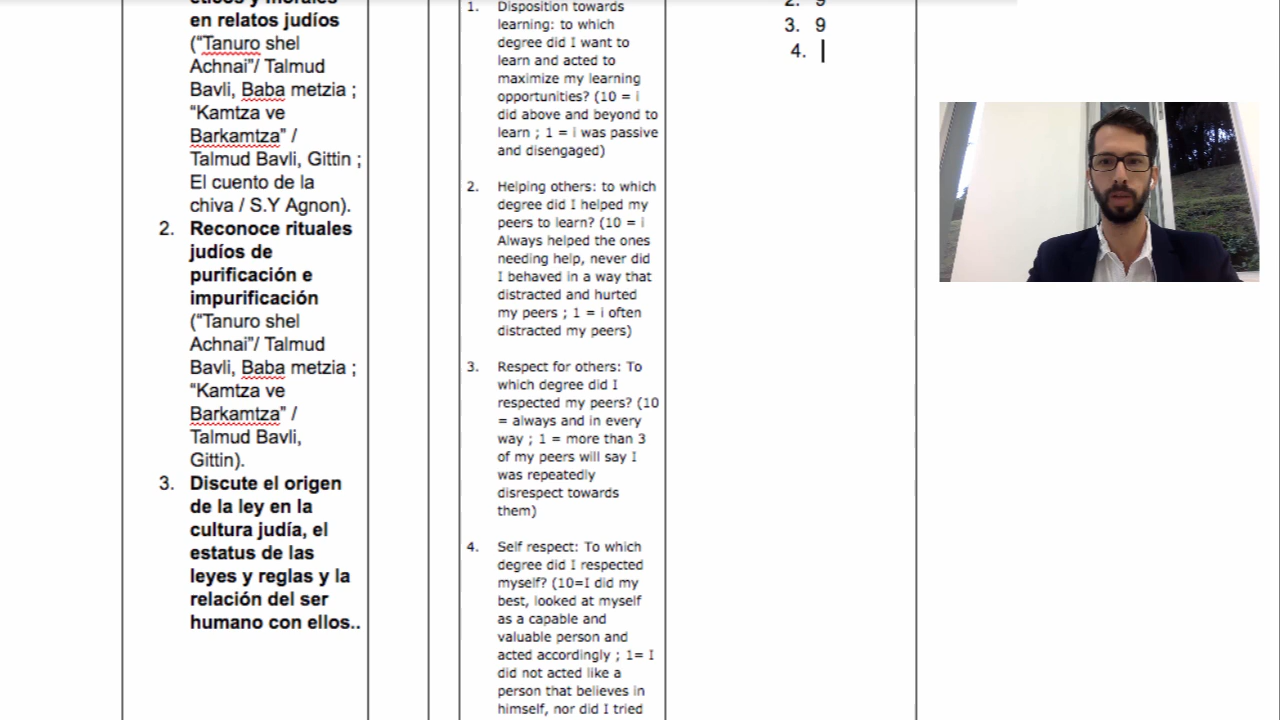 éticos y morales
en relatos judíos
(“Tanuro shel
Achnai”/ Talmud
Bavli, Baba metzia ;
“Kamtza ve
Barkamtza” /
Talmud Bavli, Gittin ;
El cuento de la
chiva / S.Y Agnon).
2. Reconoce rituales
judíos de
purificación e
impurificación
(“Tanuro shel
Achnai”/ Talmud
Bavli, Baba metzia ;
“Kamtza ve
Barkamtza” /
Talmud Bavli,
Gittin).
3. Discute el origen
de la ley en la
cultura judía, el
estatus de las
leyes y reglas y la
relación del ser
humano con ellos..
1. Disposition towards
learning: to which
degree did I want to
learn and acted to
maximize my learning
opportunities? (10 = i
did above and beyond to
learn ; 1 = i was passive
and disengaged)
2. Helping others: to which
degree did I helped my
peers to learn? (10 = i
Always helped the ones
needing help, never did
I behaved in a way that
distracted and hurted
my peers ; 1 = i often
distracted my peers)
3. Respect for others: To
which degree did I
respected my peers? (10
= always and in every
way ; 1 = more than 3
of my peers will say I
was repeatedly
disrespect towards
them)
4. Self respect: To which
degree did I respected
myself? (10=I did my
best, looked at myself
as a capable and
valuable person and
acted accordingly ; 1= I
did not acted like a
person that believes in
himself, nor did I tried
2. 9
3. 9
4.